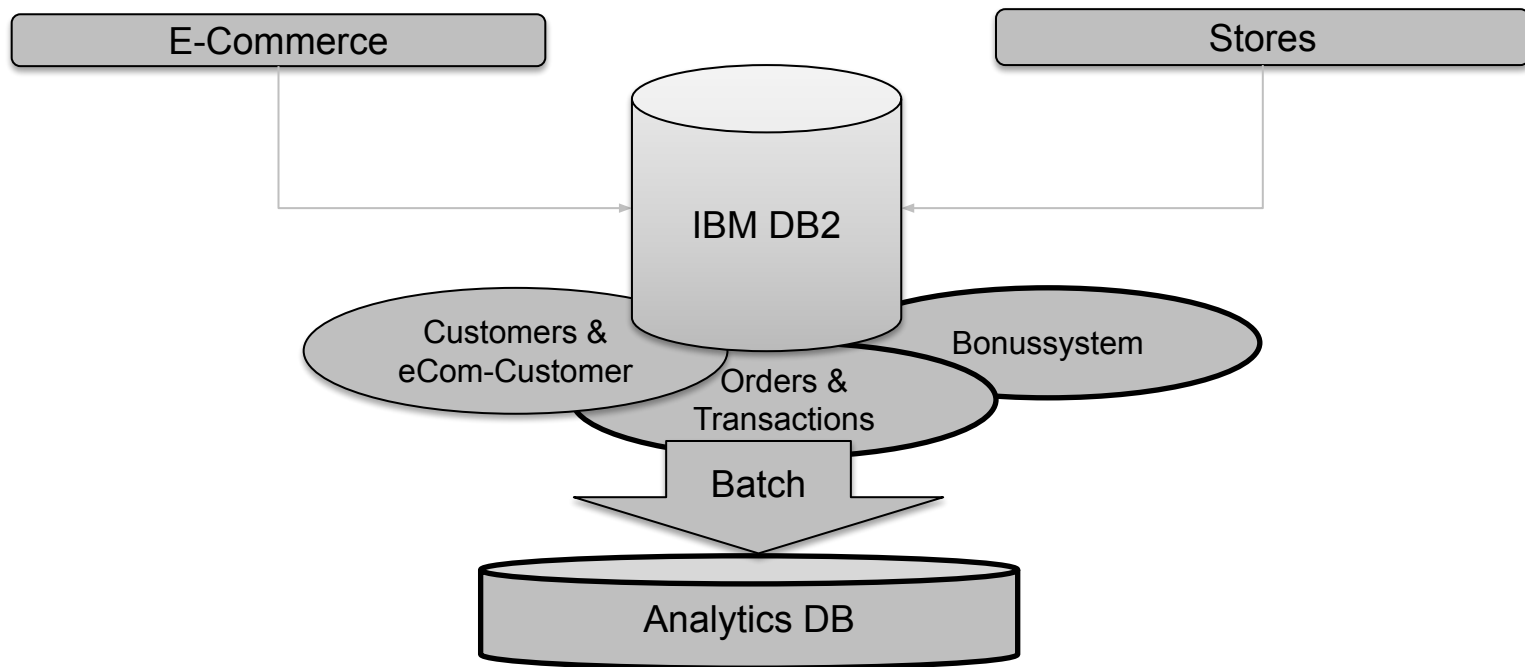 E-Commerce
Stores
IBM DB2
Customers &
eCom-Customer
Orders &
Transactions
Bonussystem
Batch
Analytics DB